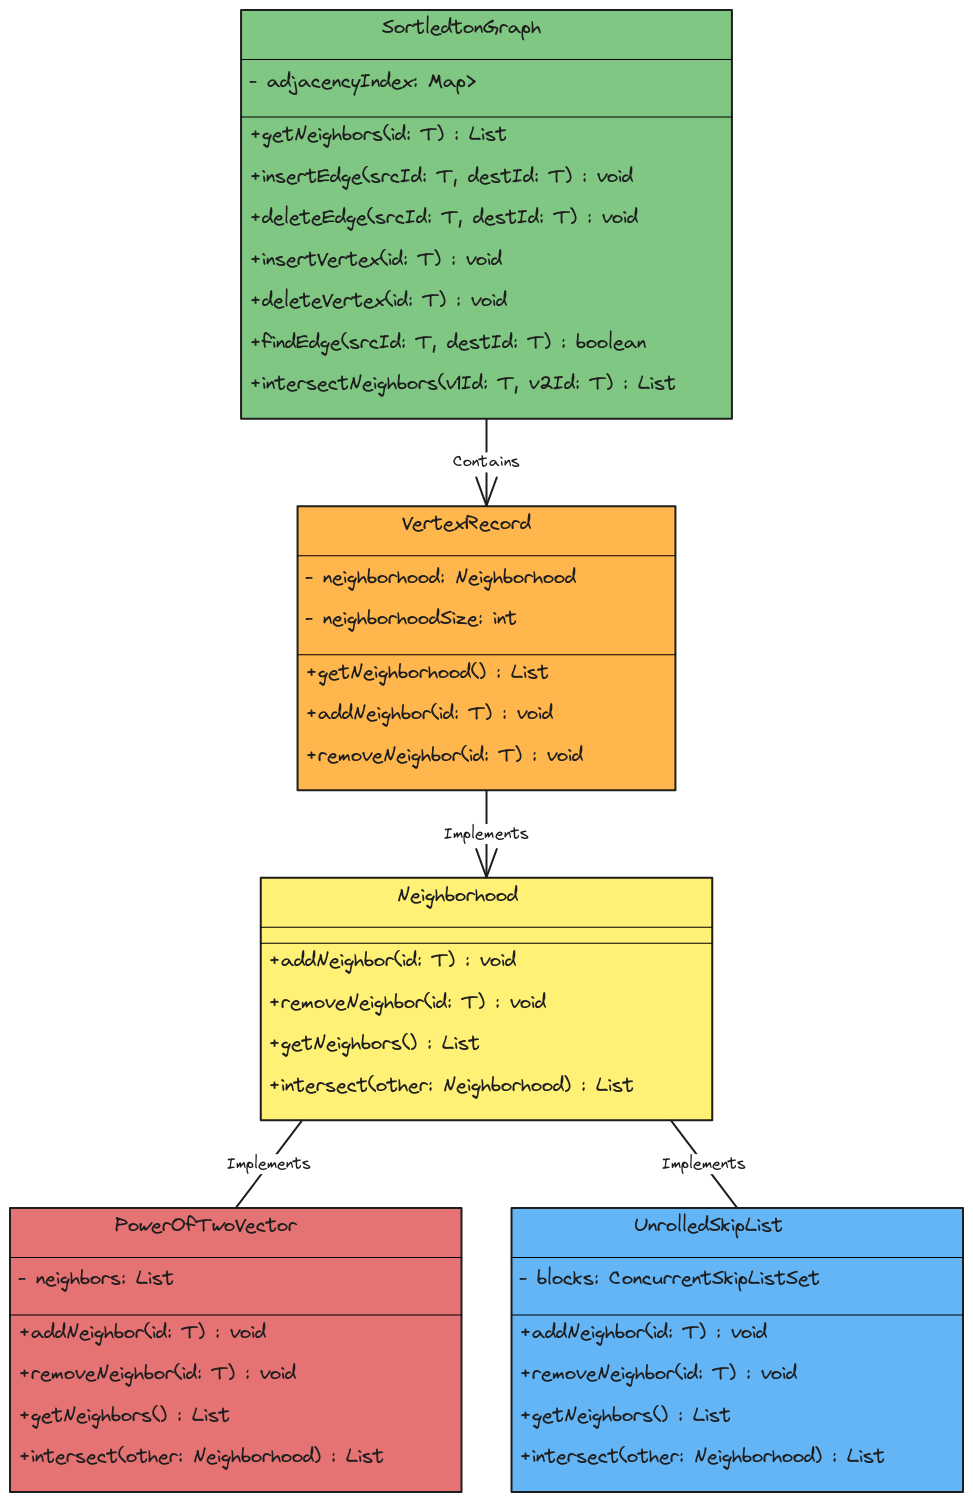 SortledtonGraph
- adjacencyIndex: Map>
+getNeighbors(id: T) : List
+insertEdge(srcId: T, destId: T) : void
+deleteEdge(srcId: T, destId: T) : void
+insertVertex(id: T) : void
+deleteVertex(id: T) : void
+findEdge(srcId: T, destId: T) : boolean
+intersectNeighbors(v1Id: T, v2Id: T) : List
Contains
VertexRecord
- neighborhood: Neighborhood
- neighborhoodSize: int
+getNeighborhood() : List
+addNeighbor(id: T) : void
+removeNeighbor(id: T) : void
Implements
Neighborhood
+addNeighbor(id: T) : void
+removeNeighbor(id: T) : void
+getNeighbors() : List
+intersect(other: Neighborhood) : List
Implements
Implements
PowerOfTwoVector
- neighbors: List
+addNeighbor(id: T) : void
+removeNeighbor(id: T) : void
+getNeighbors() : List
+intersect(other: Neighborhood) : List
UnrolledSkipList
- blocks: ConcurrentSkipListSet
+addNeighbor(id: T) : void
+removeNeighbor(id: T) : void
+getNeighbors() : List
+intersect(other: Neighborhood) : List